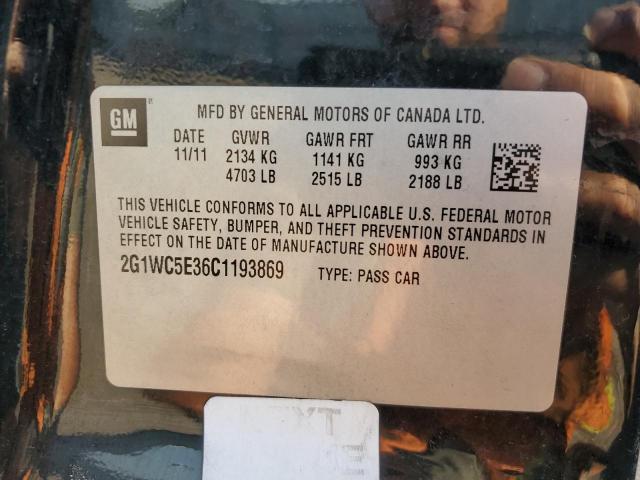 GM
MFD BY GENERAL MOTORS OF CANADA LTD.
DATE GVWR GAWR FRT GAWR RR
11/11 2134 KG 1141 KG 993 KG
4703 LB 2515 LB 2188 LB
THIS VEHICLE CONFORMS TO ALL APPLICABLE U.S. FEDERAL MOTOR
VEHICLE SAFETY, BUMPER, AND THEFT PREVENTION STANDARDS IN
EFFECT ON THE DATE OF MANUFACTURE SHOWN ABOVE.
2G1WC5E36C1193869 TYPE: PASS CAR